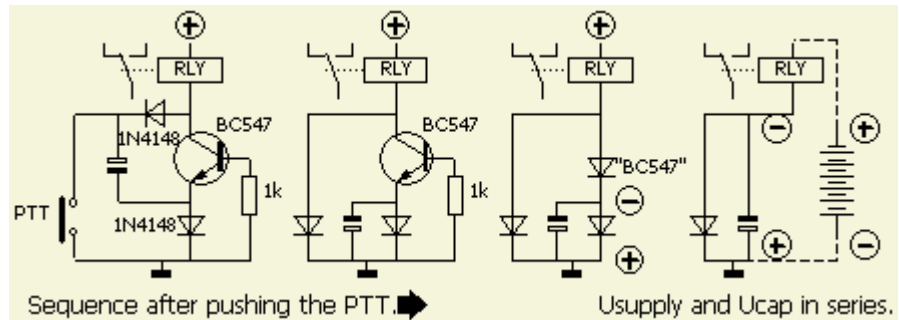 RLY RLY RLY RLY
1N4148 BC547 BC547
"BC547"
PTT 1k 1k
1N4148
Sequence after pushing the PTT. Usupply and Ucap in series.